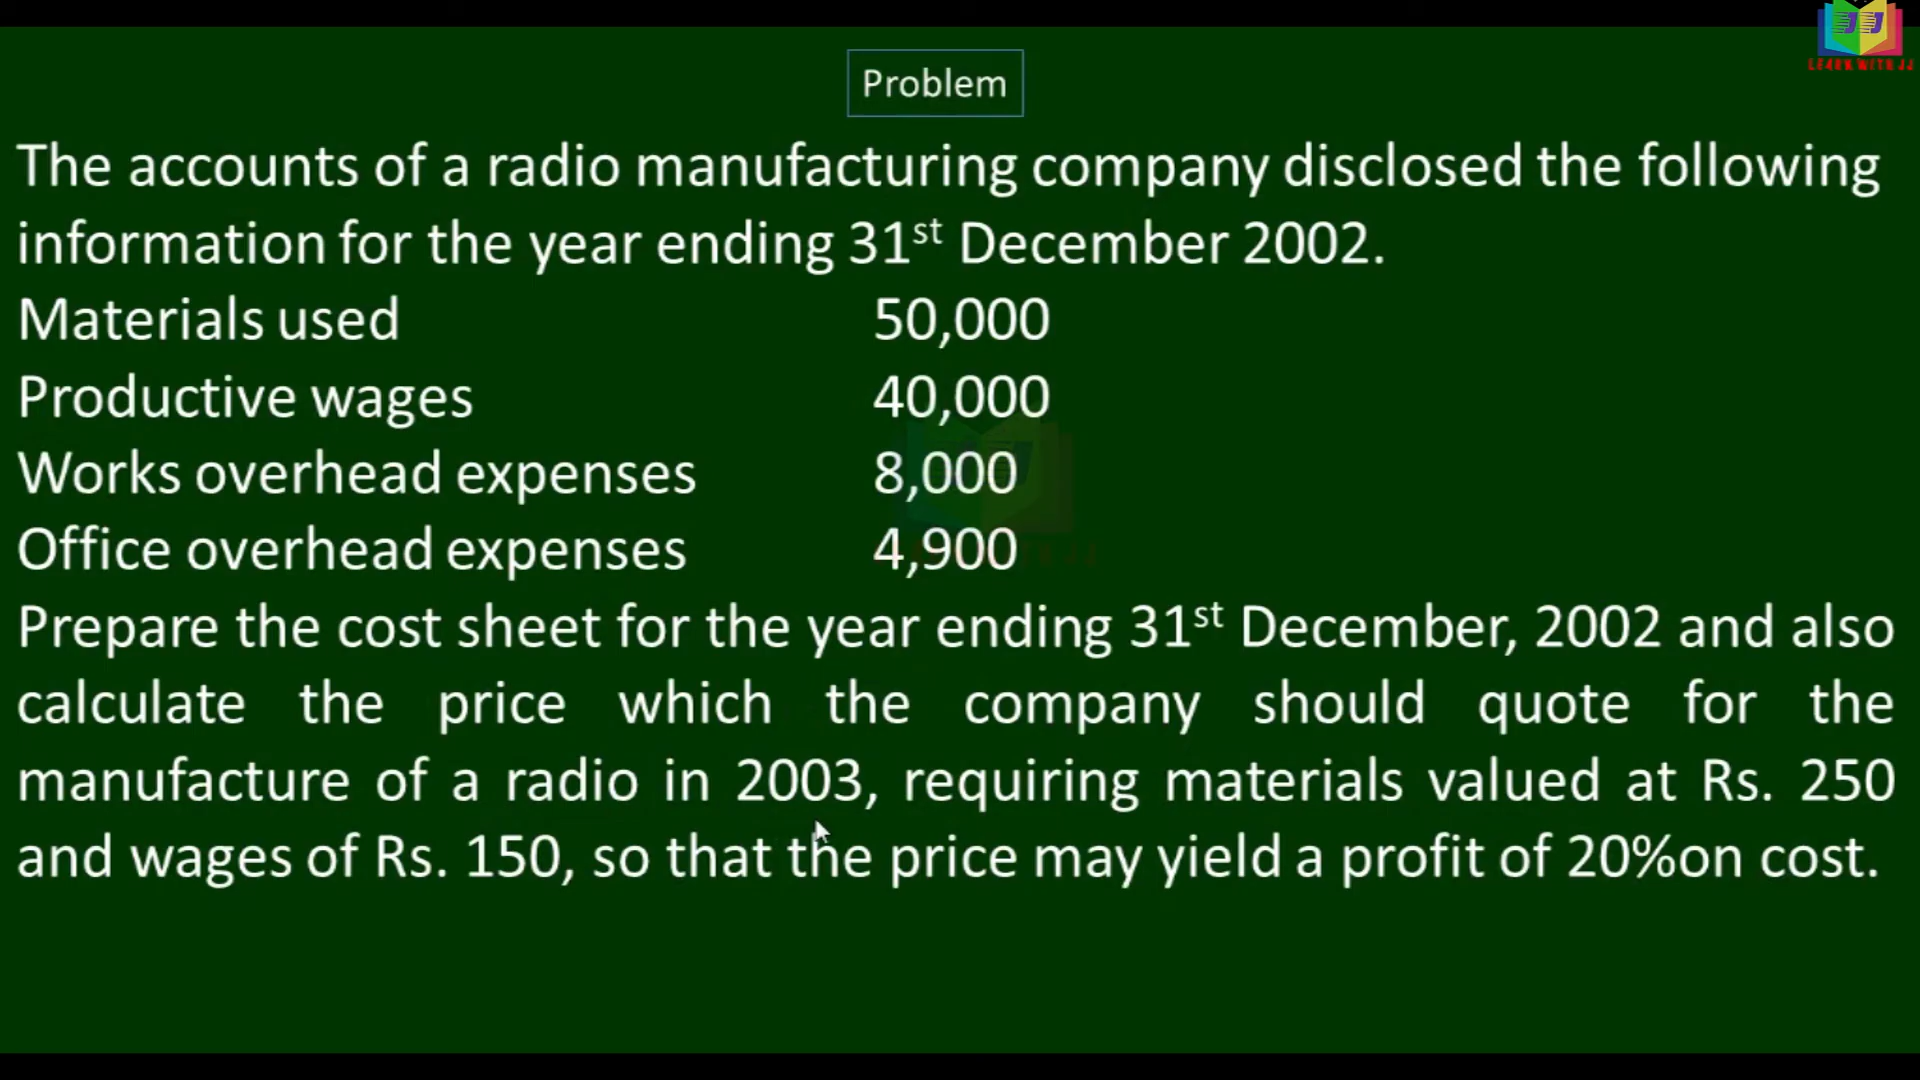 LEARN WITH JJ
Problem
The accounts of a radio manufacturing company disclosed the following
information for the year ending 31st December 2002.
Materials used 50,000
Productive wages 40,000
Works overhead expenses 8,000
Office overhead expenses 4,900
Prepare the cost sheet for the year ending 31st December, 2002 and also
calculate the price which the company should quote for the
manufacture of a radio in 2003, requiring materials valued at Rs. 250
and wages of Rs. 150, so that the price may yield a profit of 20%on cost.